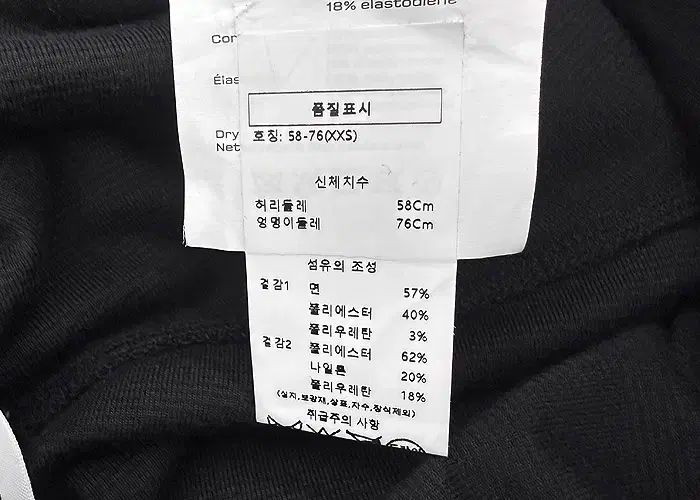 18% elastodiène
Cor
Élas
Dry
Net
품질표시
호칭: 58-76(XXS)
신체치수
허리둘레 58Cm
엉덩이둘레 76Cm
섬유의 조성
겉감1 면 57%
폴리에스터 40%
폴리우레탄 3%
겉감2 폴리에스터 62%
나일론 20%
폴리우레탄 18%
(심지,보강재,상표,자수,장식제외)
취급주의 사항